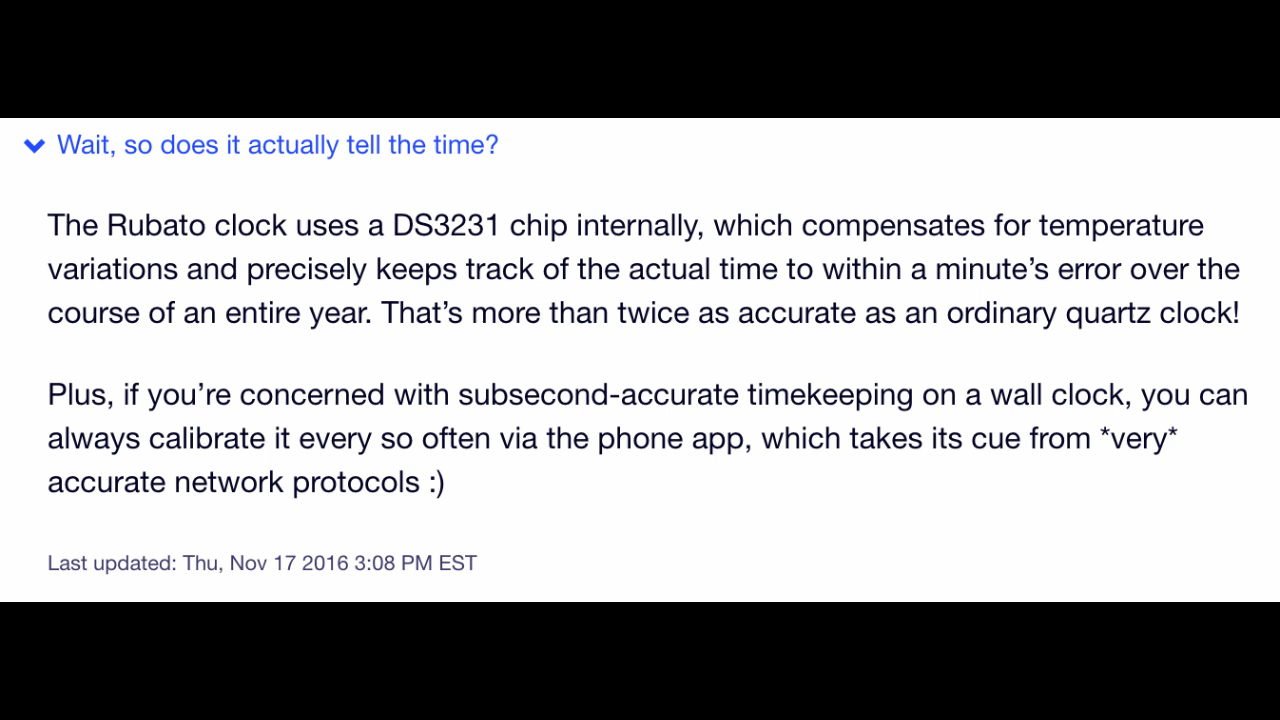 Wait, so does it actually tell the time?
The Rubato clock uses a DS3231 chip internally, which compensates for temperature
variations and precisely keeps track of the actual time to within a minute’s error over the
course of an entire year. That’s more than twice as accurate as an ordinary quartz clock!
Plus, if you’re concerned with subsecond-accurate timekeeping on a wall clock, you can
always calibrate it every so often via the phone app, which takes its cue from *very*
accurate network protocols :)
Last updated: Thu, Nov 17 2016 3:08 PM EST